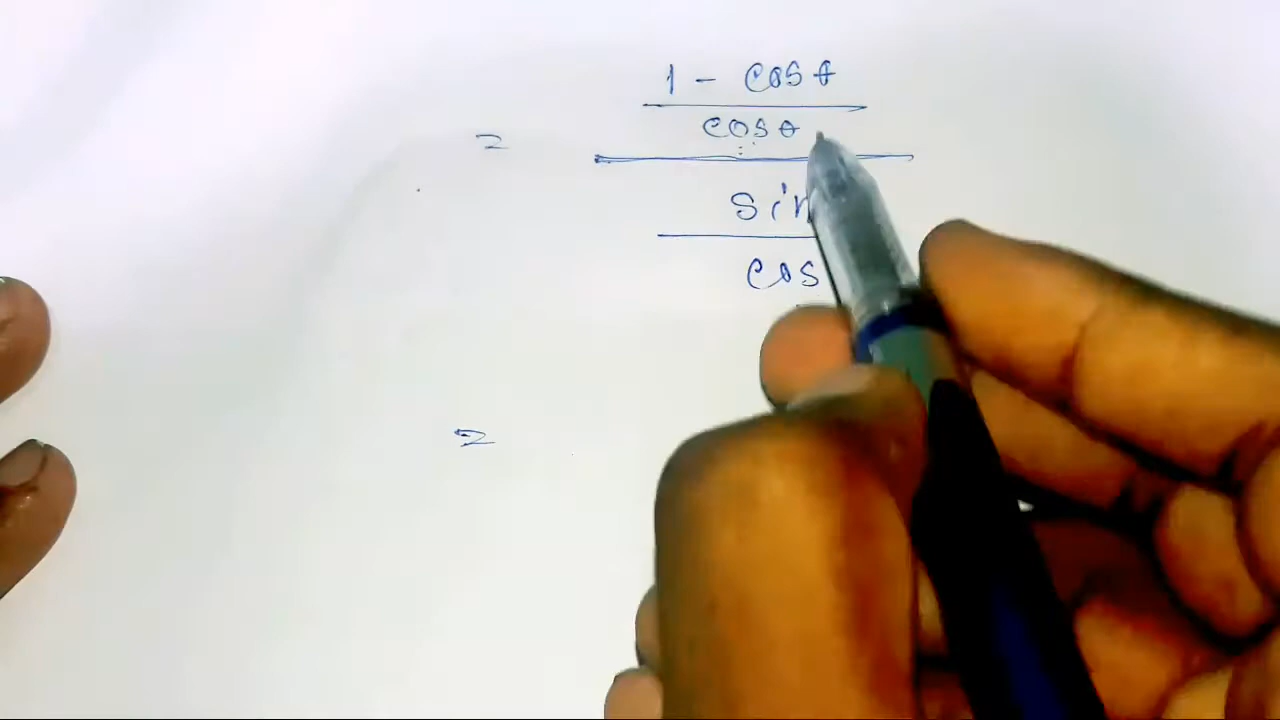 1 - cos θ
cos θ
=
sin
cos
=